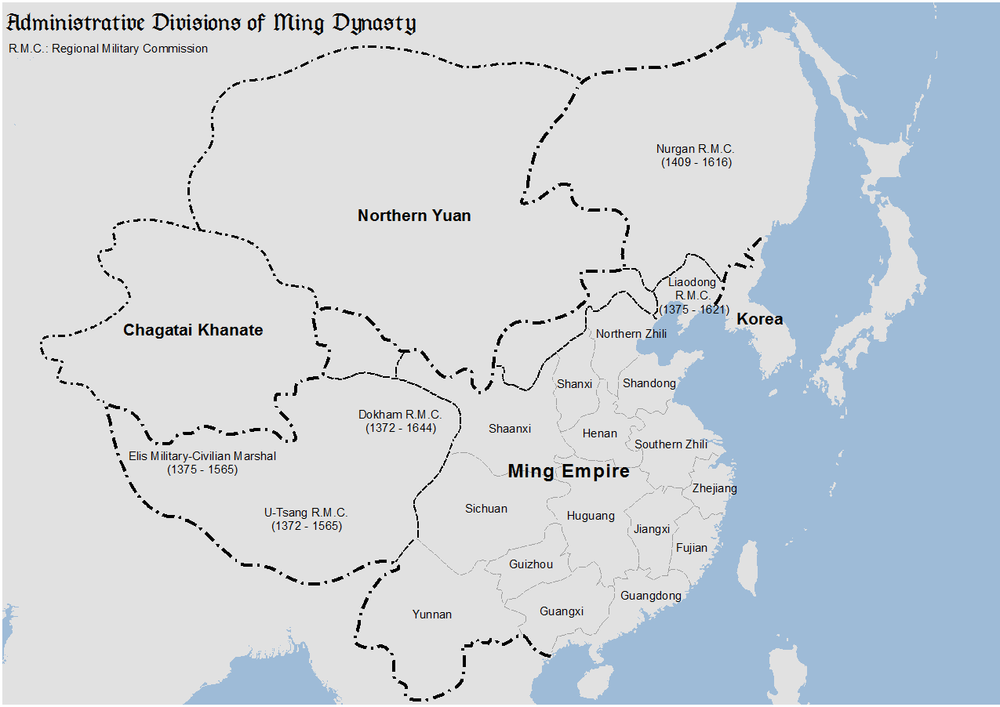 Administrative Divisions of Ming Dynasty
R.M.C.: Regional Military Commission
Nurgan R.M.C.
(1409 - 1616)
Northern Yuan
Liaodong
R.M.C.
(1375 - 1621)
Korea
Chagatai Khanate
Northern Zhili
Shanxi
Shandong
Dokham R.M.C.
(1372 - 1644)
Shaanxi
Henan
Southern Zhili
Elis Military-Civilian Marshal
(1375 - 1565)
Ming Empire
Zhejiang
U-Tsang R.M.C.
(1372 - 1565)
Sichuan
Huguang
Jiangxi
Fujian
Guizhou
Guangdong
Yunnan
Guangxi